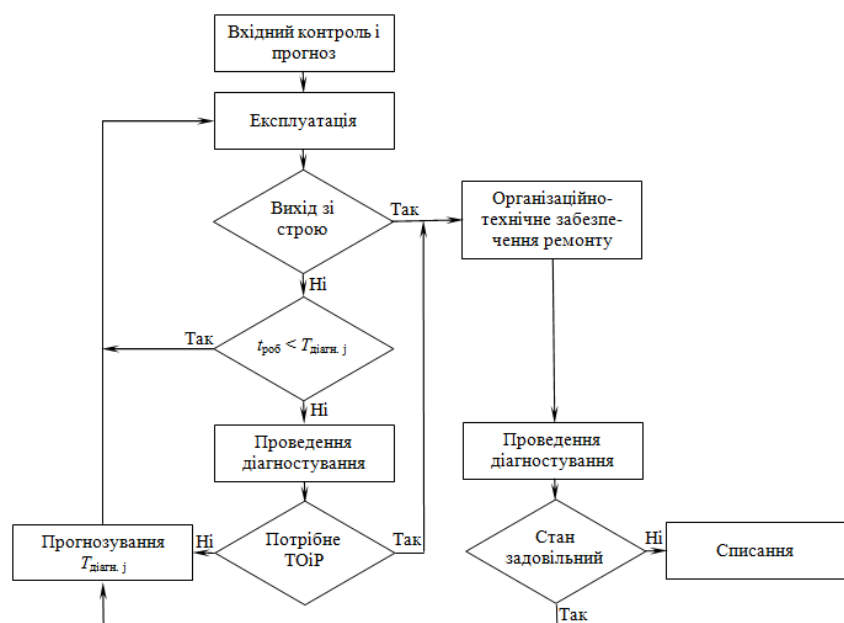 Вхідний контроль і
прогноз
Експлуатація
Вихід зі
строю
Так
Організаційно-
технічне забезпе-
чення ремонту
Ні
Так
tроб < Tдіагн. j
Ні
Проведення
діагностування
Проведення
діагностування
Прогнозування
Tдіагн. j
Ні
Потрібне
ТОіР
Так
Стан
задовільний
Ні
Списання
Так